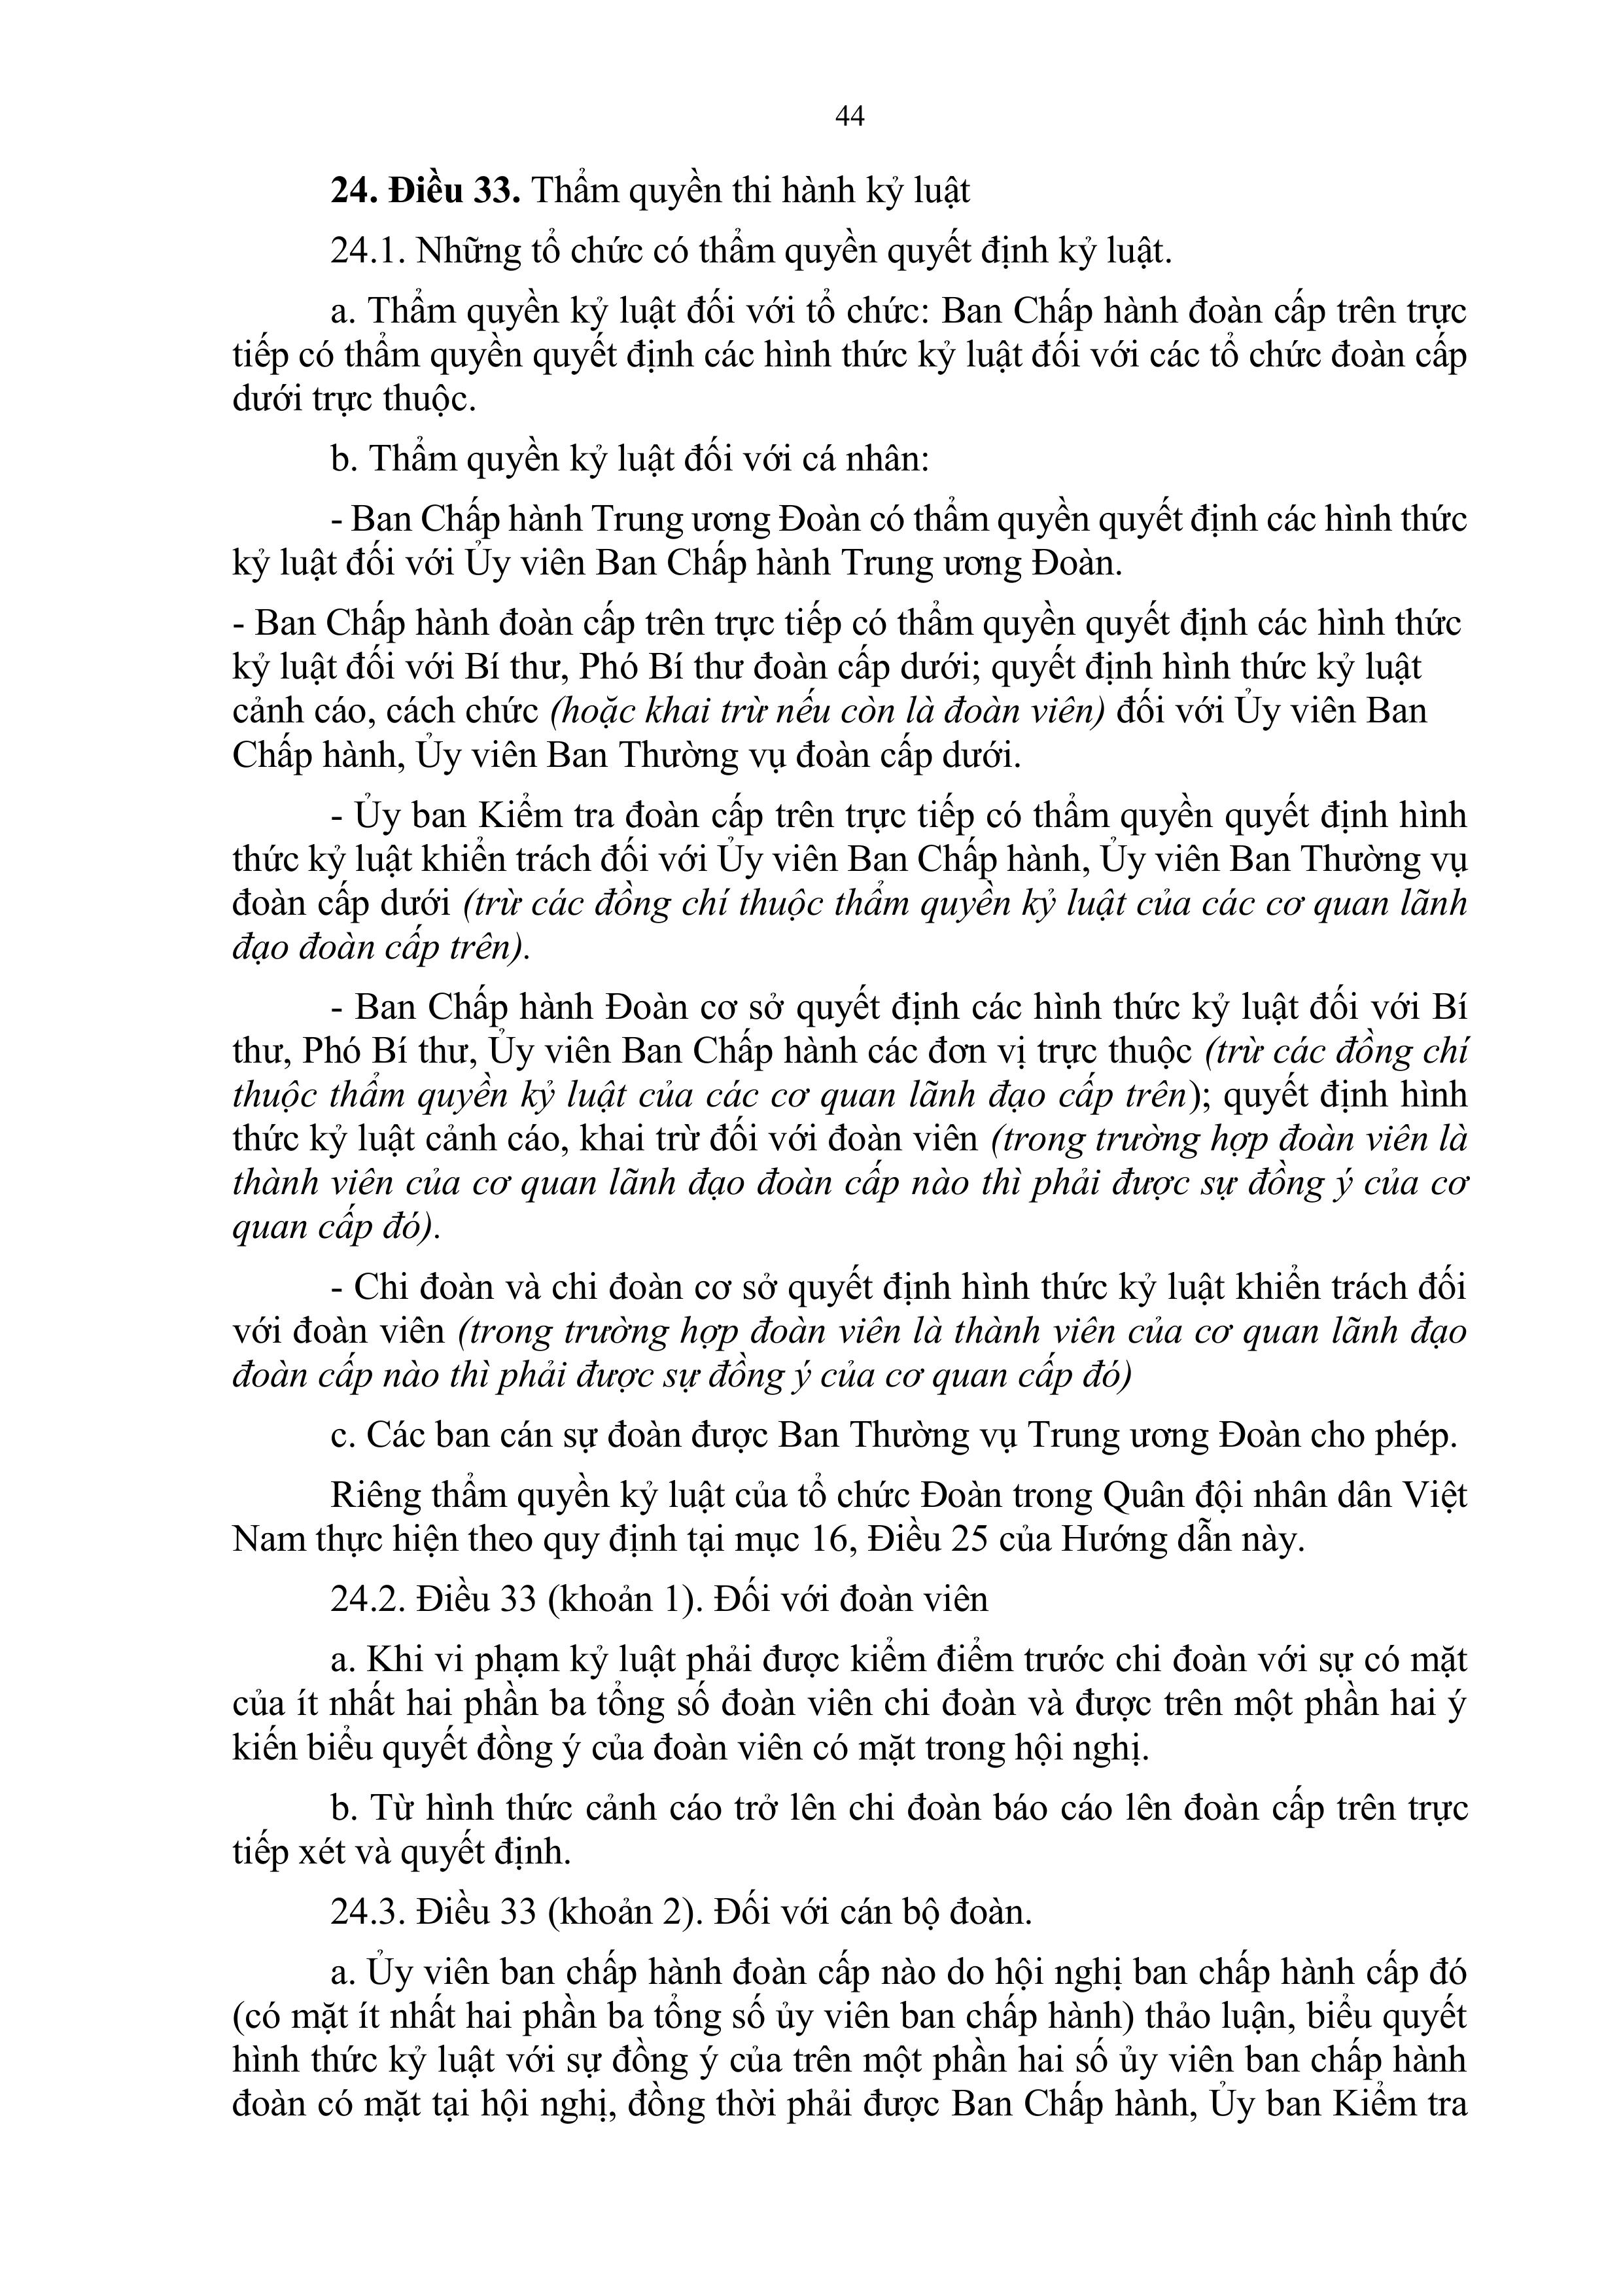 44
24. Điều 33. Thẩm quyền thi hành kỷ luật
24.1. Những tổ chức có thẩm quyền quyết định kỷ luật.
a. Thẩm quyền kỷ luật đối với tổ chức: Ban Chấp hành đoàn cấp trên trực
tiếp có thẩm quyền quyết định các hình thức kỷ luật đối với các tổ chức đoàn cấp
dưới trực thuộc.
b. Thẩm quyền kỷ luật đối với cá nhân:
- Ban Chấp hành Trung ương Đoàn có thẩm quyền quyết định các hình thức
kỷ luật đối với Ủy viên Ban Chấp hành Trung ương Đoàn.
- Ban Chấp hành đoàn cấp trên trực tiếp có thẩm quyền quyết định các hình thức
kỷ luật đối với Bí thư, Phó Bí thư đoàn cấp dưới; quyết định hình thức kỷ luật
cảnh cáo, cách chức (hoặc khai trừ nếu còn là đoàn viên) đối với Ủy viên Ban
Chấp hành, Ủy viên Ban Thường vụ đoàn cấp dưới.
- Ủy ban Kiểm tra đoàn cấp trên trực tiếp có thẩm quyền quyết định hình
thức kỷ luật khiển trách đối với Ủy viên Ban Chấp hành, Ủy viên Ban Thường vụ
đoàn cấp dưới (trừ các đồng chí thuộc thẩm quyền kỷ luật của các cơ quan lãnh
đạo đoàn cấp trên).
- Ban Chấp hành Đoàn cơ sở quyết định các hình thức kỷ luật đối với Bí
thư, Phó Bí thư, Ủy viên Ban Chấp hành các đơn vị trực thuộc (trừ các đồng chí
thuộc thẩm quyền kỷ luật của các cơ quan lãnh đạo cấp trên); quyết định hình
thức kỷ luật cảnh cáo, khai trừ đối với đoàn viên (trong trường hợp đoàn viên là
thành viên của cơ quan lãnh đạo đoàn cấp nào thì phải được sự đồng ý của cơ
quan cấp đó).
- Chi đoàn và chi đoàn cơ sở quyết định hình thức kỷ luật khiển trách đối
với đoàn viên (trong trường hợp đoàn viên là thành viên của cơ quan lãnh đạo
đoàn cấp nào thì phải được sự đồng ý của cơ quan cấp đó)
c. Các ban cán sự đoàn được Ban Thường vụ Trung ương Đoàn cho phép.
Riêng thẩm quyền kỷ luật của tổ chức Đoàn trong Quân đội nhân dân Việt
Nam thực hiện theo quy định tại mục 16, Điều 25 của Hướng dẫn này.
24.2. Điều 33 (khoản 1). Đối với đoàn viên
a. Khi vi phạm kỷ luật phải được kiểm điểm trước chi đoàn với sự có mặt
của ít nhất hai phần ba tổng số đoàn viên chi đoàn và được trên một phần hai ý
kiến biểu quyết đồng ý của đoàn viên có mặt trong hội nghị.
b. Từ hình thức cảnh cáo trở lên chi đoàn báo cáo lên đoàn cấp trên trực
tiếp xét và quyết định.
24.3. Điều 33 (khoản 2). Đối với cán bộ đoàn.
a. Ủy viên ban chấp hành đoàn cấp nào do hội nghị ban chấp hành cấp đó
(có mặt ít nhất hai phần ba tổng số ủy viên ban chấp hành) thảo luận, biểu quyết
hình thức kỷ luật với sự đồng ý của trên một phần hai số ủy viên ban chấp hành
đoàn có mặt tại hội nghị, đồng thời phải được Ban Chấp hành, Ủy ban Kiểm tra